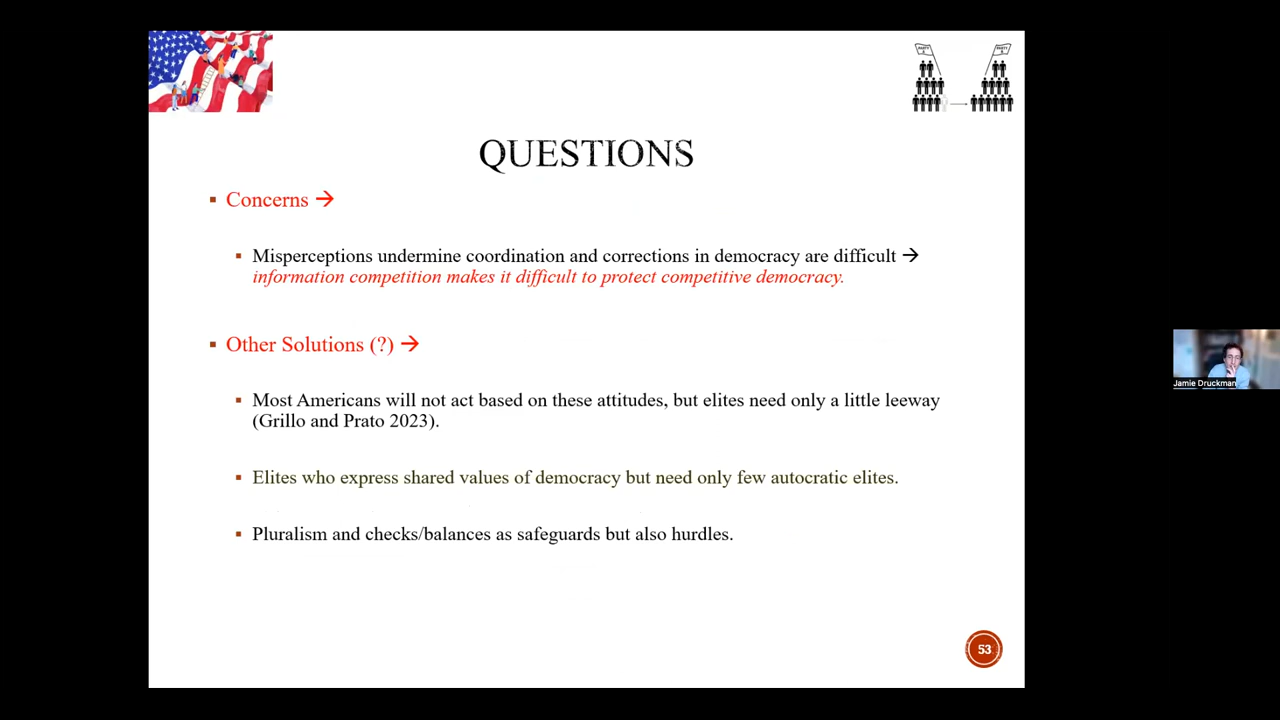 QUESTIONS
▪ Concerns →
▪ Misperceptions undermine coordination and corrections in democracy are difficult →
information competition makes it difficult to protect competitive democracy.
▪ Other Solutions (?) →
▪ Most Americans will not act based on these attitudes, but elites need only a little leeway
(Grillo and Prato 2023).
▪ Elites who express shared values of democracy but need only few autocratic elites.
▪ Pluralism and checks/balances as safeguards but also hurdles.
53
Jamie Druckman